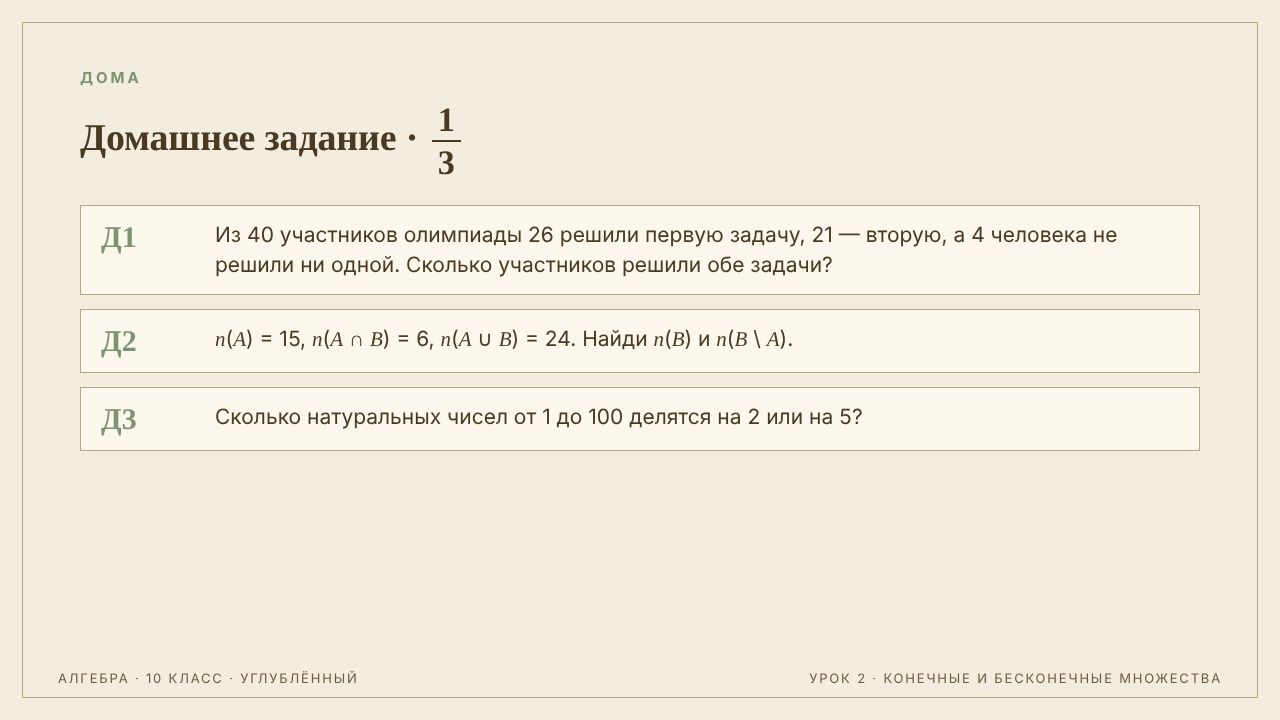 ДОМА
Домашнее задание · 1/3
Д1
Из 40 участников олимпиады 26 решили первую задачу, 21 — вторую, а 4 человека не
решили ни одной. Сколько участников решили обе задачи?
Д2
n(A) = 15, n(A ∩ B) = 6, n(A ∪ B) = 24. Найди n(B) и n(B \ A).
Д3
Сколько натуральных чисел от 1 до 100 делятся на 2 или на 5?
АЛГЕБРА · 10 КЛАСС · УГЛУБЛЁННЫЙ
УРОК 2 · КОНЕЧНЫЕ И БЕСКОНЕЧНЫЕ МНОЖЕСТВА